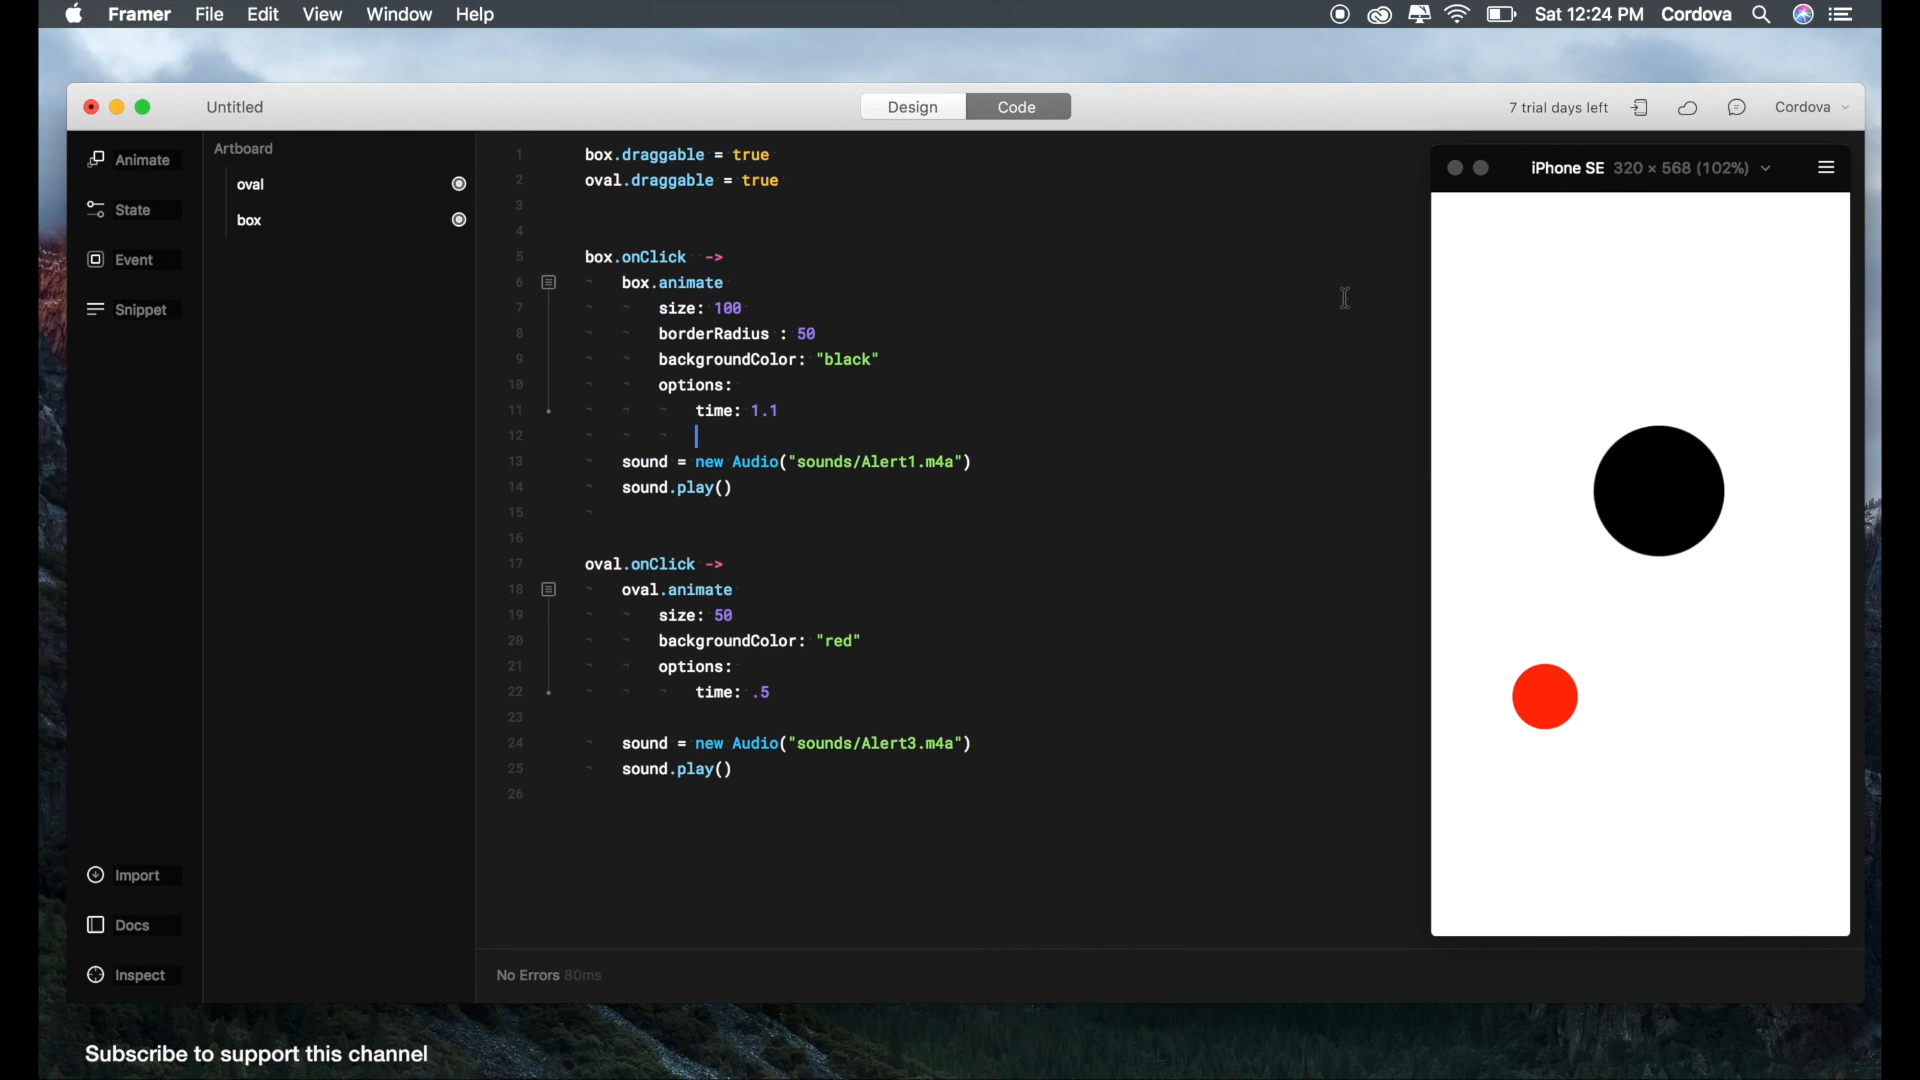 Framer File Edit View Window Help Sat 12:24 PM Cordova
Untitled Design Code 7 trial days left Cordova
Animate
State
Event
Snippet
Import
Docs
Inspect
Artboard
oval
box
1 box.draggable = true
2 oval.draggable = true
3
4
5 box.onClick ->
6 box.animate
7 size: 100
8 borderRadius : 50
9 backgroundColor: "black"
10 options:
11 time: 1.1
12
13 sound = new Audio("sounds/Alert1.m4a")
14 sound.play()
15
16
17 oval.onClick ->
18 oval.animate
19 size: 50
20 backgroundColor: "red"
21 options:
22 time: .5
23
24 sound = new Audio("sounds/Alert3.m4a")
25 sound.play()
26
No Errors 80ms
iPhone SE 320 × 568 (102%)
Subscribe to support this channel